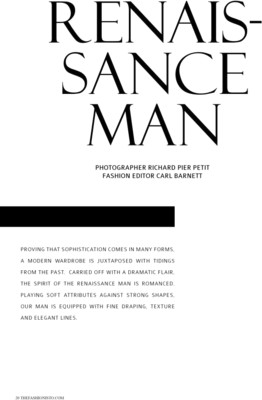 RENAIS-
SANCE
MAN
PHOTOGRAPHER RICHARD PIER PETIT
FASHION EDITOR CARL BARNETT
PROVING THAT SOPHISTICATION COMES IN MANY FORMS,
A MODERN WARDROBE IS JUXTAPOSED WITH TIDINGS
FROM THE PAST. CARRIED OFF WITH A DRAMATIC FLAIR,
THE SPIRIT OF THE RENAISSANCE MAN IS ROMANCED.
PLAYING SOFT ATTRIBUTES AGAINST STRONG SHAPES,
OUR MAN IS EQUIPPED WITH FINE DRAPING, TEXTURE
AND ELEGANT LINES.
20 THEFASHIONISTO.COM